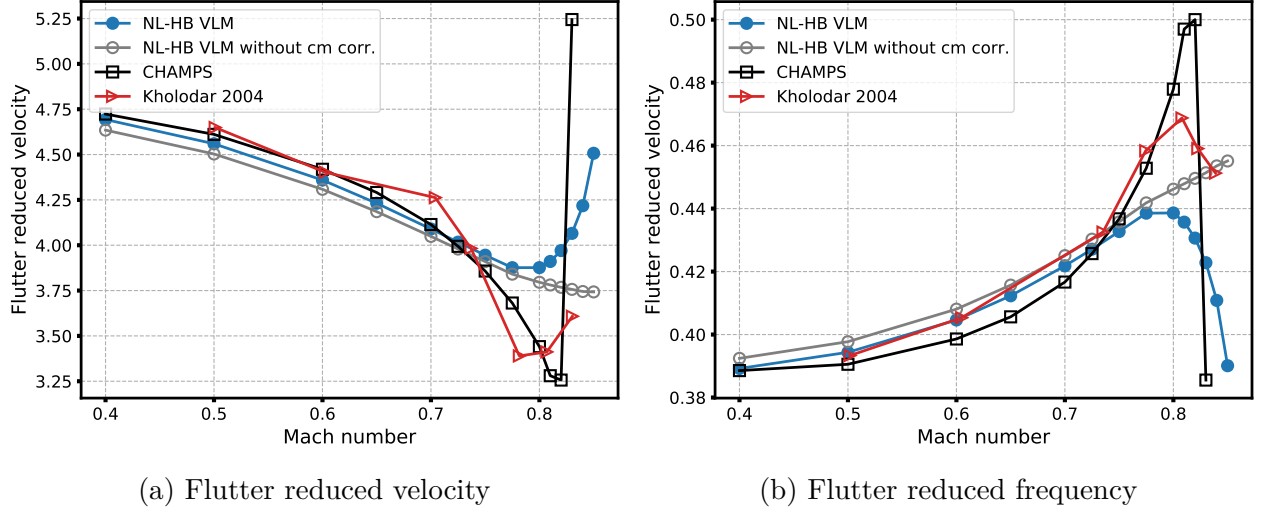 NL-HB VLM
NL-HB VLM without cm corr.
CHAMPS
Kholodar 2004
5.25
5.00
4.75
4.50
4.25
4.00
3.75
3.50
3.25
Flutter reduced velocity
0.4 0.5 0.6 0.7 0.8
Mach number
(a) Flutter reduced velocity
NL-HB VLM
NL-HB VLM without cm corr.
CHAMPS
Kholodar 2004
0.50
0.48
0.46
0.44
0.42
0.40
0.38
Flutter reduced velocity
0.4 0.5 0.6 0.7 0.8
Mach number
(b) Flutter reduced frequency